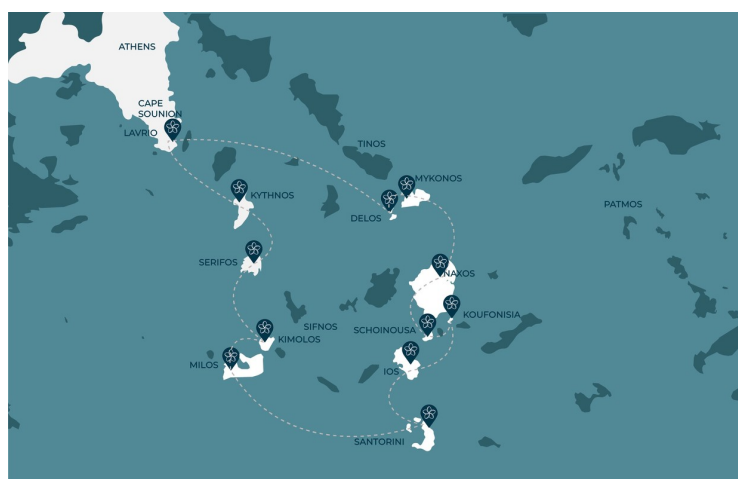 ATHENS
CAPE
SOUNION
LAVRIO
TINOS
MYKONOS
KYTHNOS
DELOS
PATMOS
SERIFOS
NAXOS
KOUFONISIA
SIFNOS
SCHOINOUSA
KIMOLOS
MILOS
IOS
SANTORINI